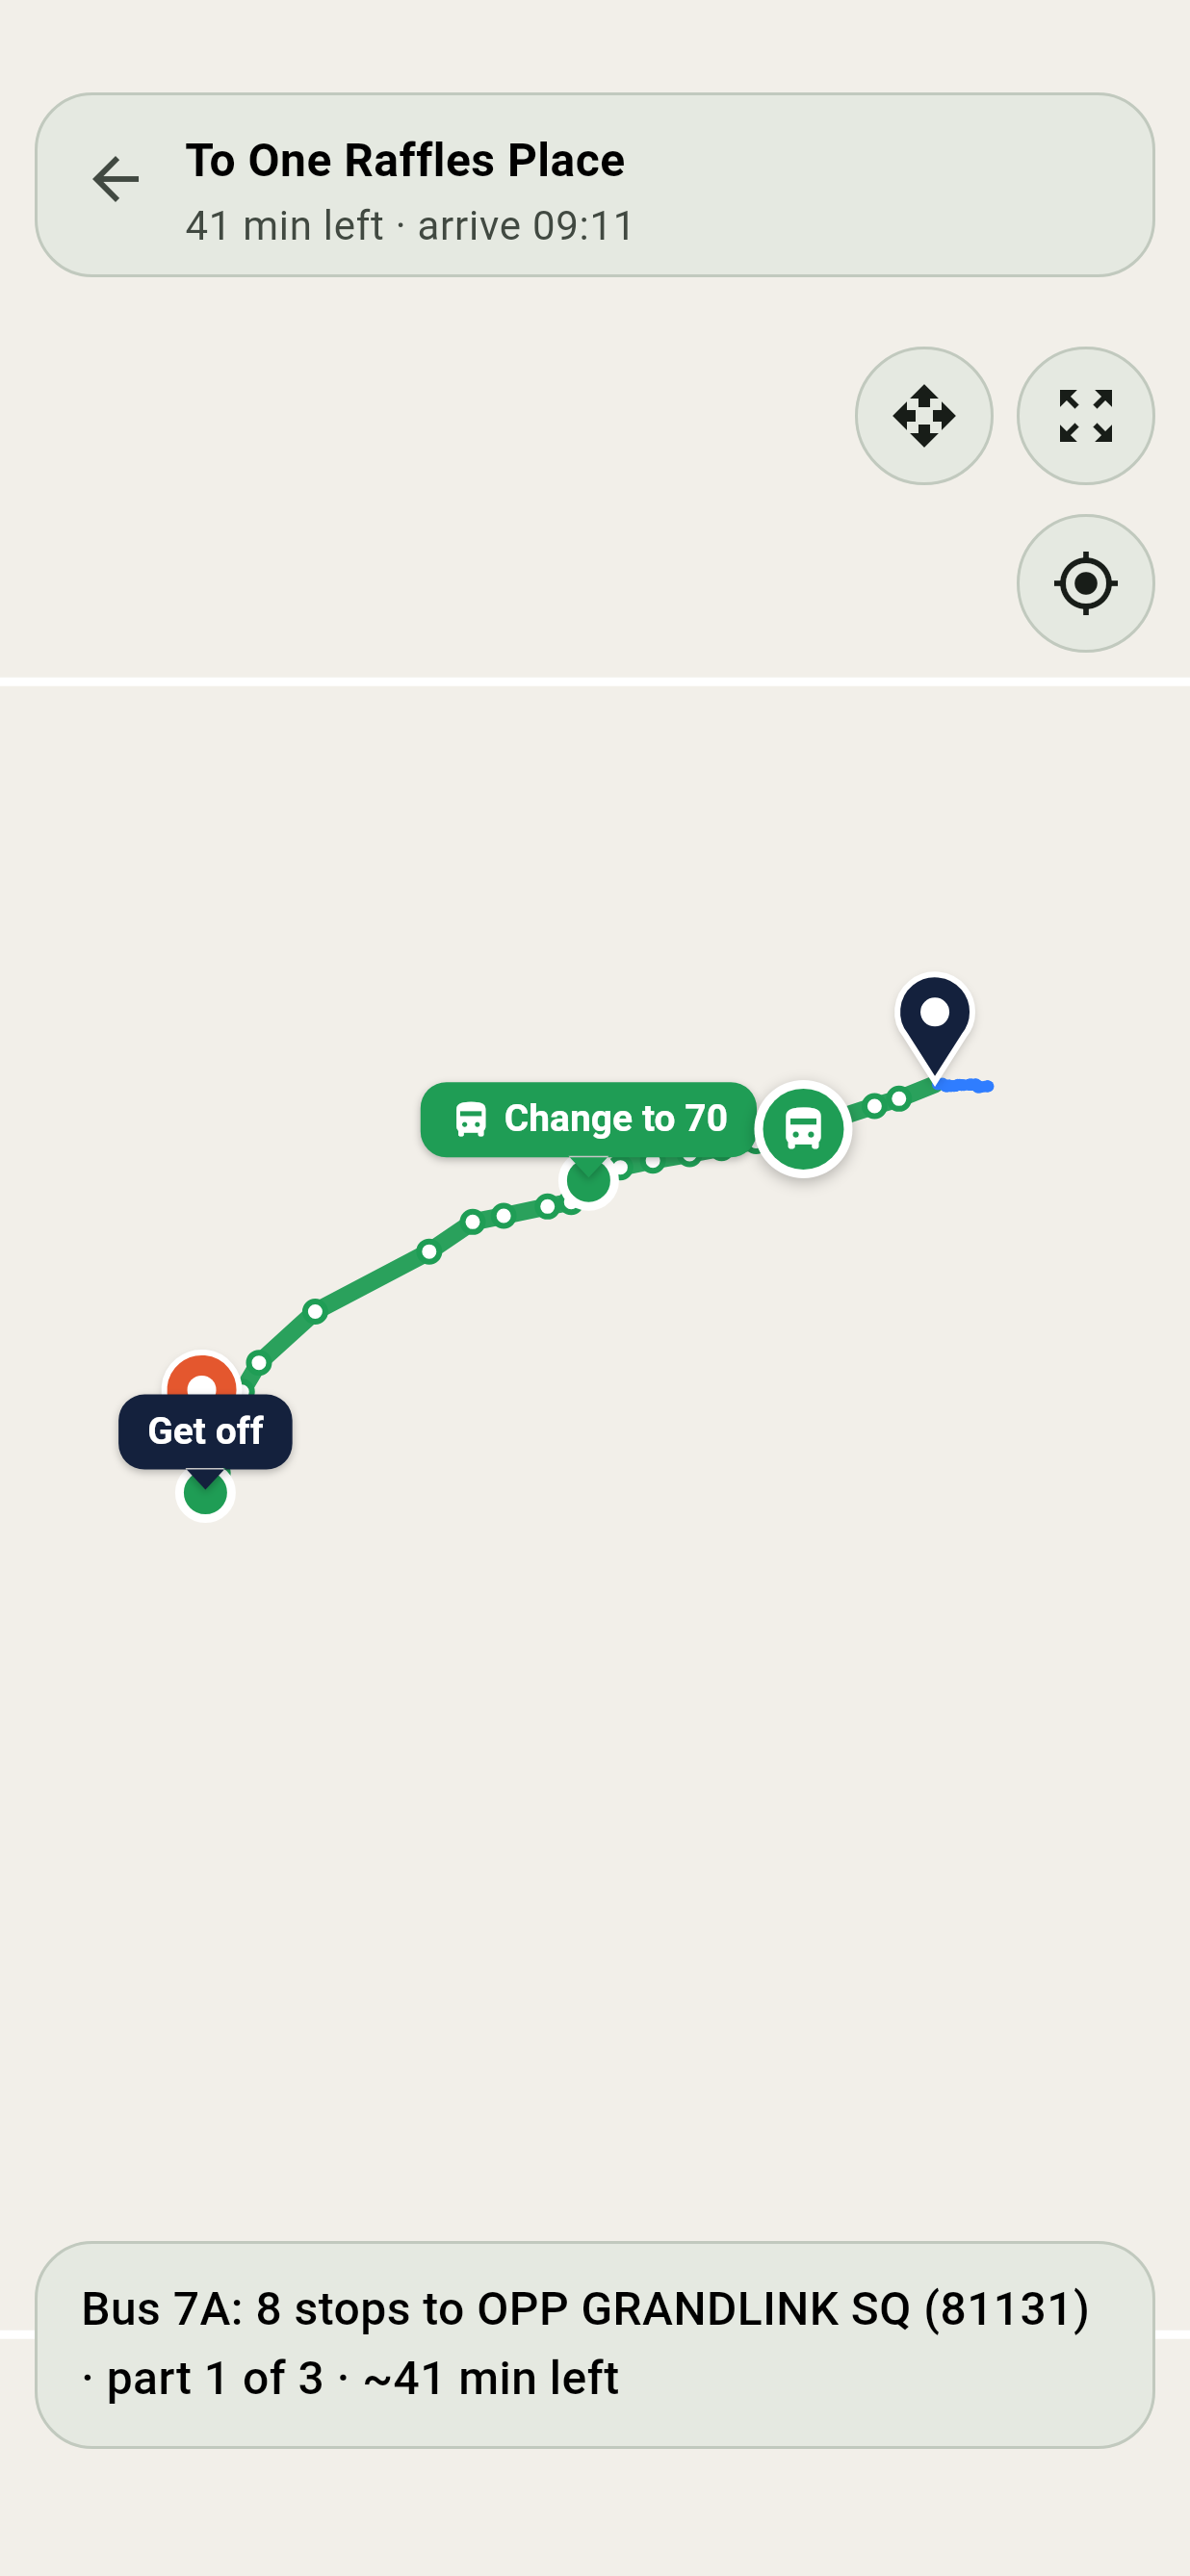 To One Raffles Place
41 min left · arrive 09:11
Change to 70
Get off
Bus 7A: 8 stops to OPP GRANDLINK SQ (81131)
· part 1 of 3 · ~41 min left